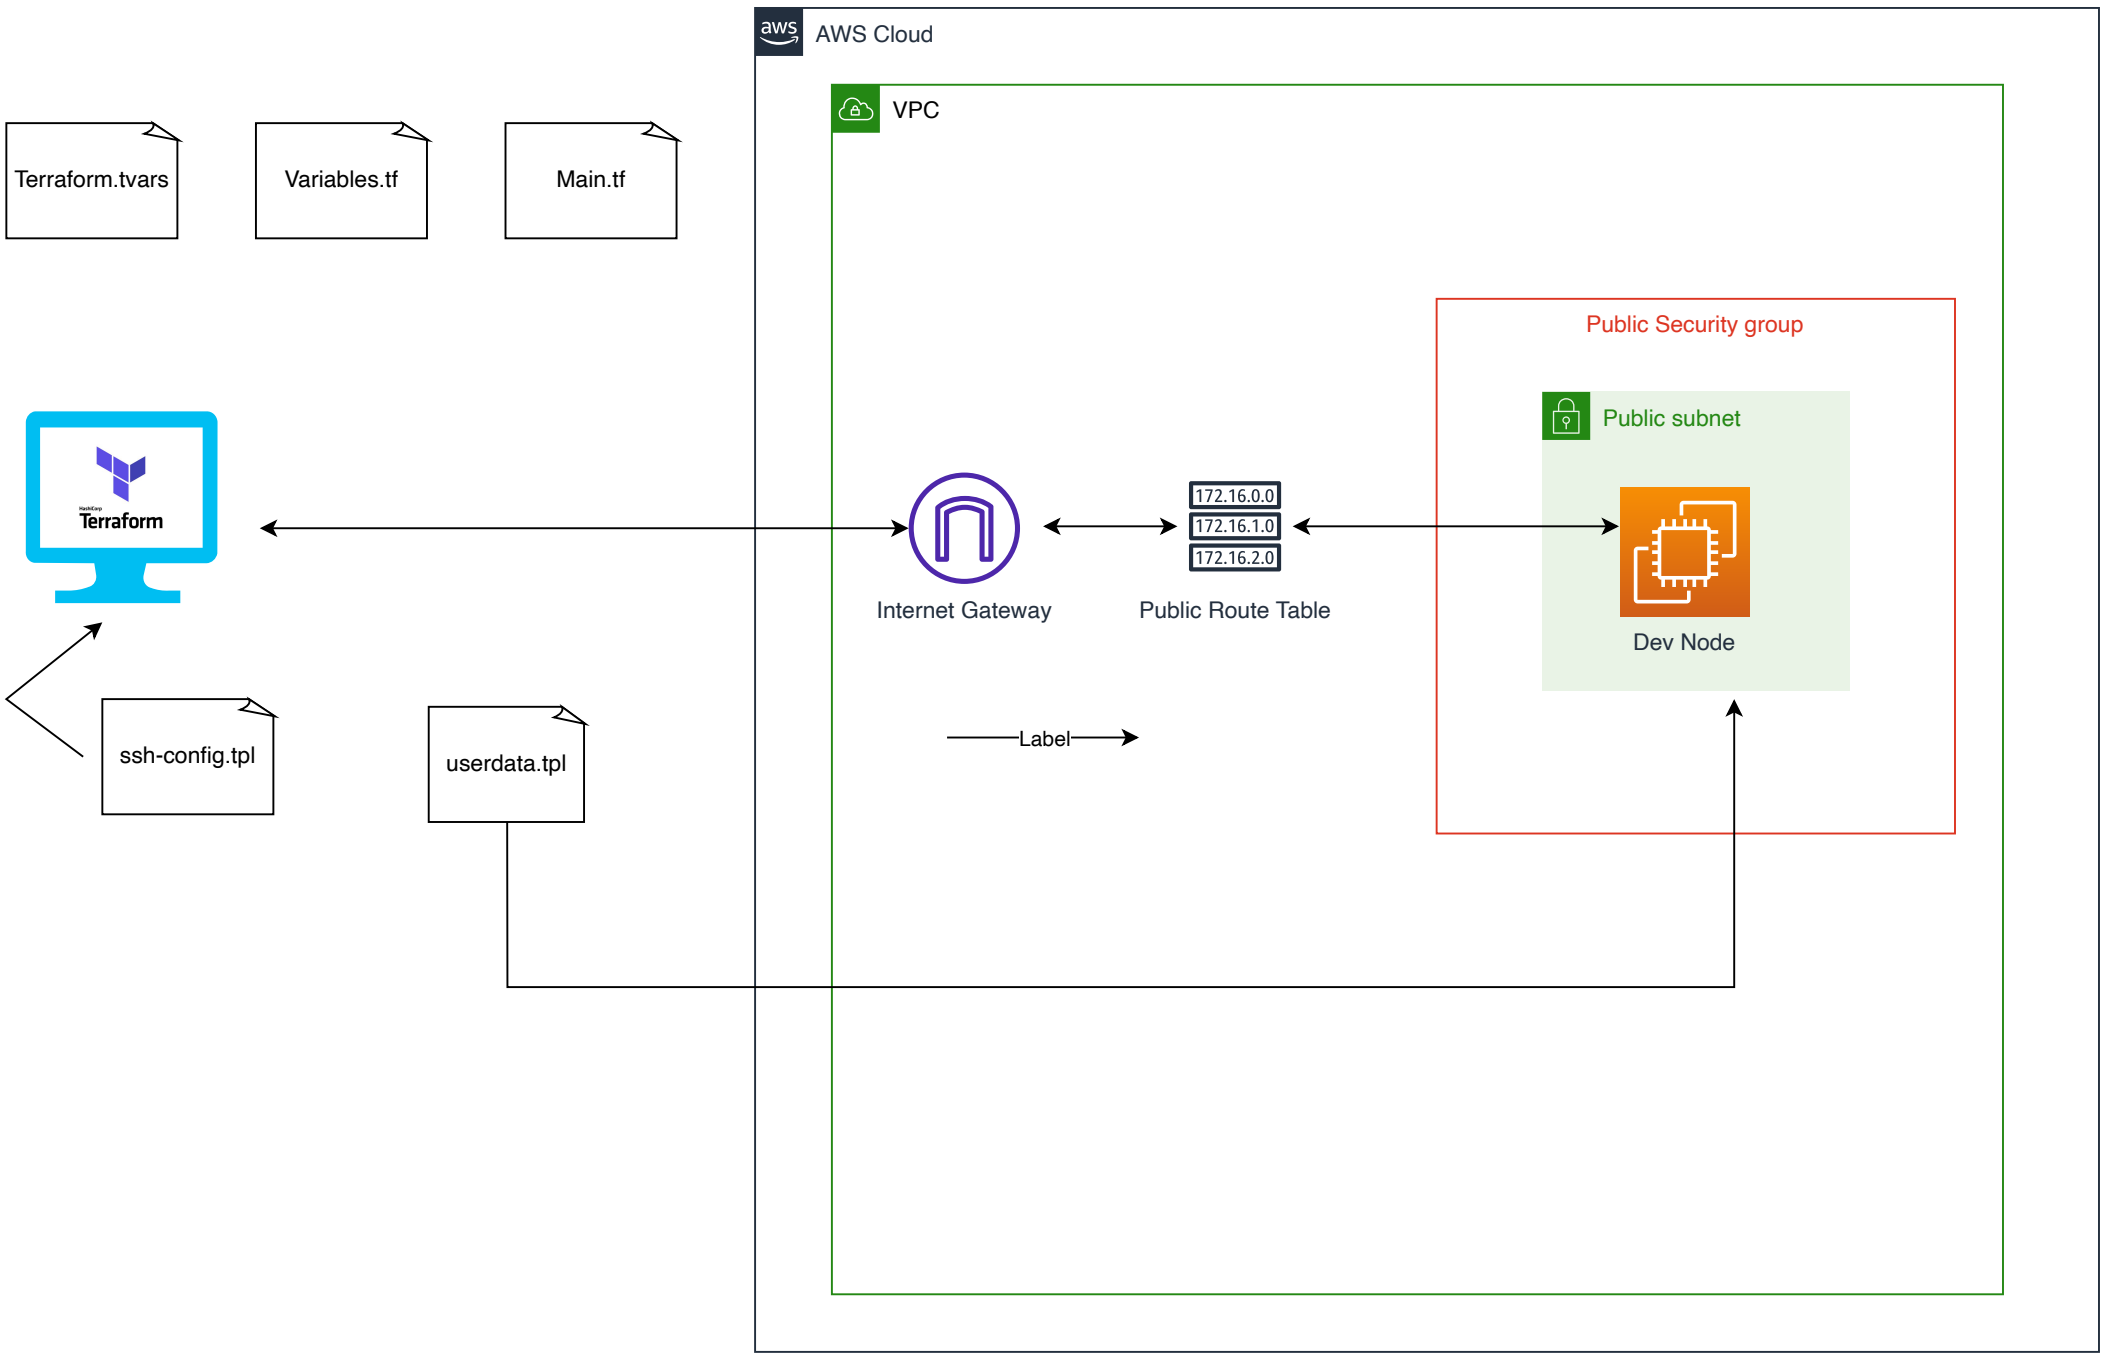 aws
AWS Cloud
VPC
Terraform.tvars
Variables.tf
Main.tf
Public Security group
Public subnet
HashiCorp
Terraform
172.16.0.0
172.16.1.0
172.16.2.0
Internet Gateway
Public Route Table
Dev Node
Label
ssh-config.tpl
userdata.tpl